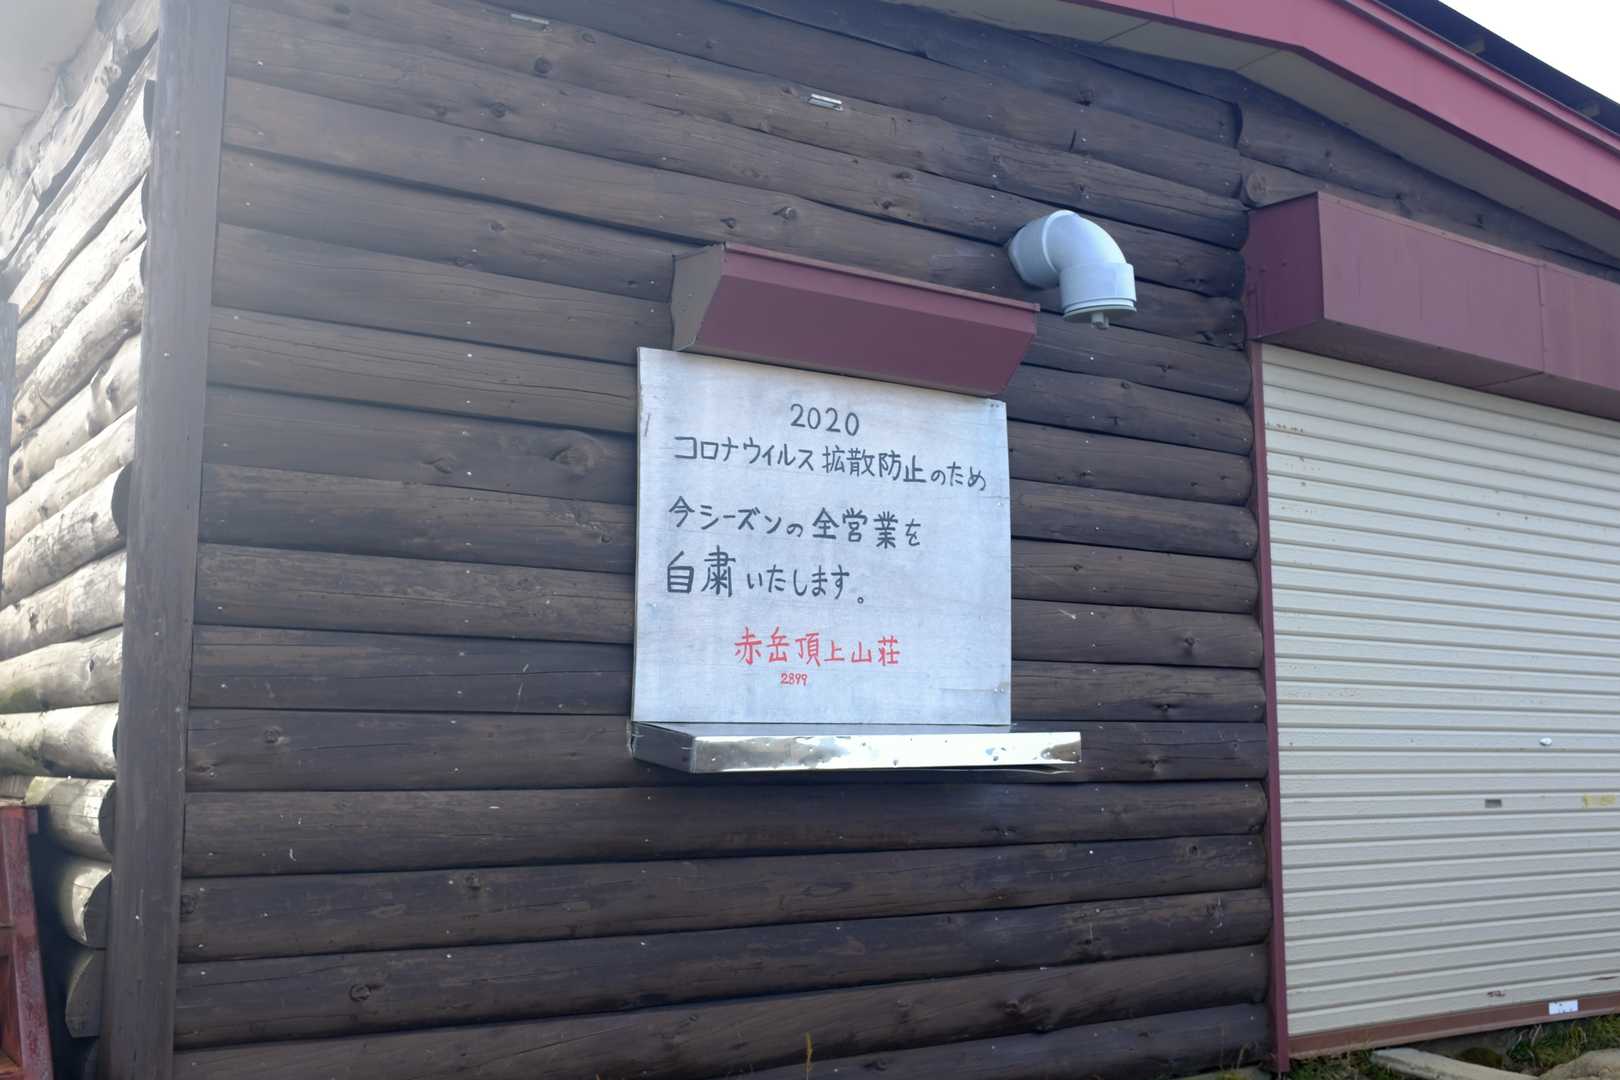 2020
コロナウイルス拡散防止のため
今シーズンの全営業を
自粛いたします。
赤岳頂上山荘
2899